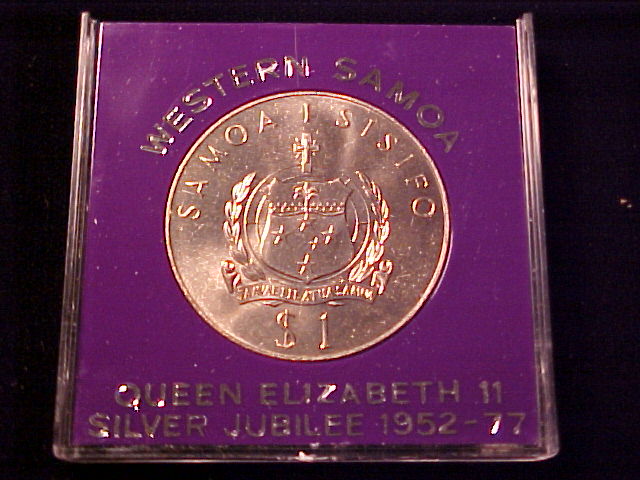 WESTERN SAMOA
SAMOA I SISIFO
$1
QUEEN ELIZABETH 11
SILVER JUBILEE 1952-77